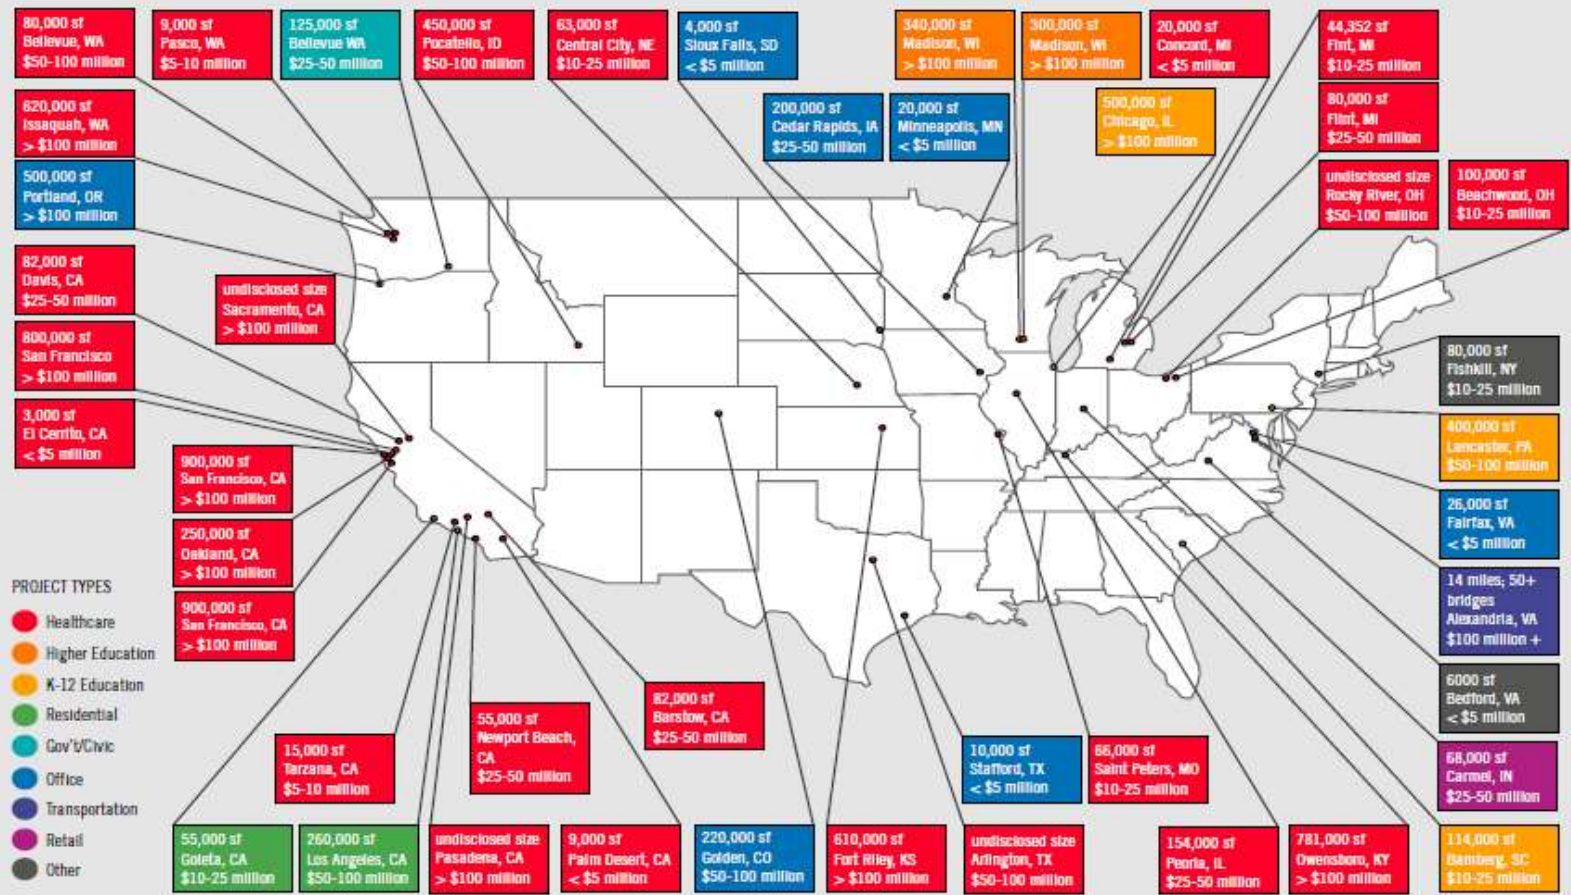 80,000 sf
Bellevue, WA
$50-100 million
9,000 sf
Pasco, WA
$5-10 million
125,000 sf
Bellevue WA
$25-50 million
450,000 sf
Pocatello, ID
$50-100 million
63,000 sf
Central City, NE
$10-25 million
4,000 sf
Sioux Falls, SD
< $5 million
340,000 sf
Madison, WI
> $100 million
300,000 sf
Madison, WI
> $100 million
20,000 sf
Concord, MI
< $5 million
44,352 sf
Flint, MI
$10-25 million
620,000 sf
Issaquah, WA
> $100 million
200,000 sf
Cedar Rapids, IA
$25-50 million
20,000 sf
Minneapolis, MN
< $5 million
500,000 sf
Chicago, IL
> $100 million
80,000 sf
Flint, MI
$25-50 million
500,000 sf
Portland, OR
> $100 million
undisclosed size
Rocky River, OH
$50-100 million
100,000 sf
Beachwood, OH
$10-25 million
82,000 sf
Davis, CA
$25-50 million
undisclosed size
Sacramento, CA
> $100 million
800,000 sf
San Francisco
> $100 million
80,000 sf
Fishkill, NY
$10-25 million
3,000 sf
El Cerrito, CA
< $5 million
400,000 sf
Lancaster, PA
$50-100 million
900,000 sf
San Francisco, CA
> $100 million
26,000 sf
Fairfax, VA
< $5 million
250,000 sf
Oakland, CA
> $100 million
14 miles; 50+
bridges
Alexandria, VA
$100 million +
900,000 sf
San Francisco, CA
> $100 million
PROJECT TYPES
Healthcare
Higher Education
K-12 Education
Residential
Gov't/Civic
Office
Transportation
Retail
Other
6000 sf
Bedford, VA
< $5 million
82,000 sf
Barstow, CA
$25-50 million
55,000 sf
Newport Beach,
CA
$25-50 million
15,000 sf
Tarzana, CA
$5-10 million
10,000 sf
Stafford, TX
< $5 million
66,000 sf
Saint Peters, MO
$10-25 million
68,000 sf
Carmel, IN
$25-50 million
55,000 sf
Goleta, CA
$10-25 million
260,000 sf
Los Angeles, CA
$50-100 million
undisclosed size
Pasadena, CA
> $100 million
9,000 sf
Palm Desert, CA
< $5 million
220,000 sf
Golden, CO
$50-100 million
610,000 sf
Fort Riley, KS
> $100 million
undisclosed size
Arlington, TX
$50-100 million
154,000 sf
Peoria, IL
$25-50 million
781,000 sf
Owensboro, KY
> $100 million
114,000 sf
Bamberg, SC
$10-25 million